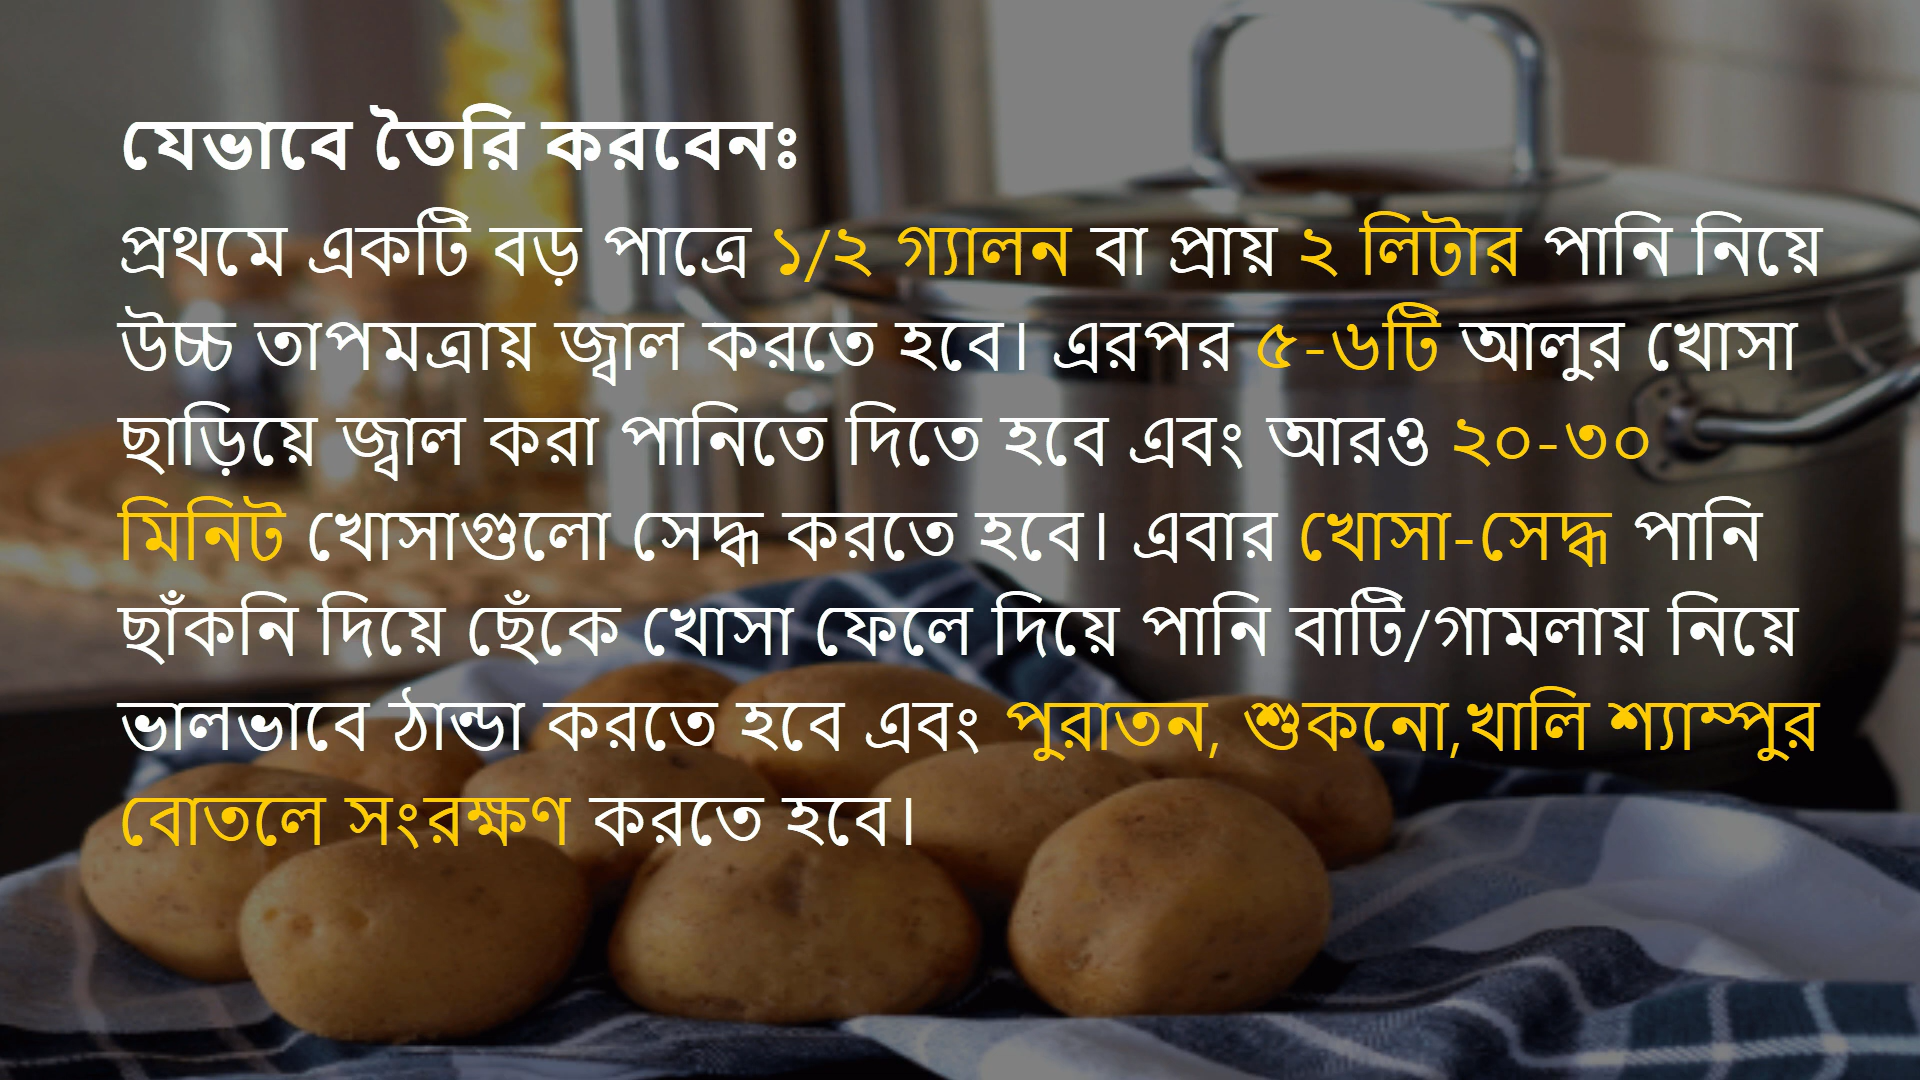 যেভাবে তৈরি করবেনঃ
প্রথমে একটি বড় পাত্রে ১/২ গ্যালন বা প্রায় ২ লিটার পানি নিয়ে
উচ্চ তাপমত্রায় জ্বাল করতে হবে। এরপর ৫-৬টি আলুর খোসা
ছাড়িয়ে জ্বাল করা পানিতে দিতে হবে এবং আরও ২০-৩০
মিনিট খোসাগুলো সেদ্ধ করতে হবে। এবার খোসা-সেদ্ধ পানি
ছাঁকনি দিয়ে ছেঁকে খোসা ফেলে দিয়ে পানি বাটি/গামলায় নিয়ে
ভালভাবে ঠান্ডা করতে হবে এবং পুরাতন, শুকনো,খালি শ্যাম্পুর
বোতলে সংরক্ষণ করতে হবে।